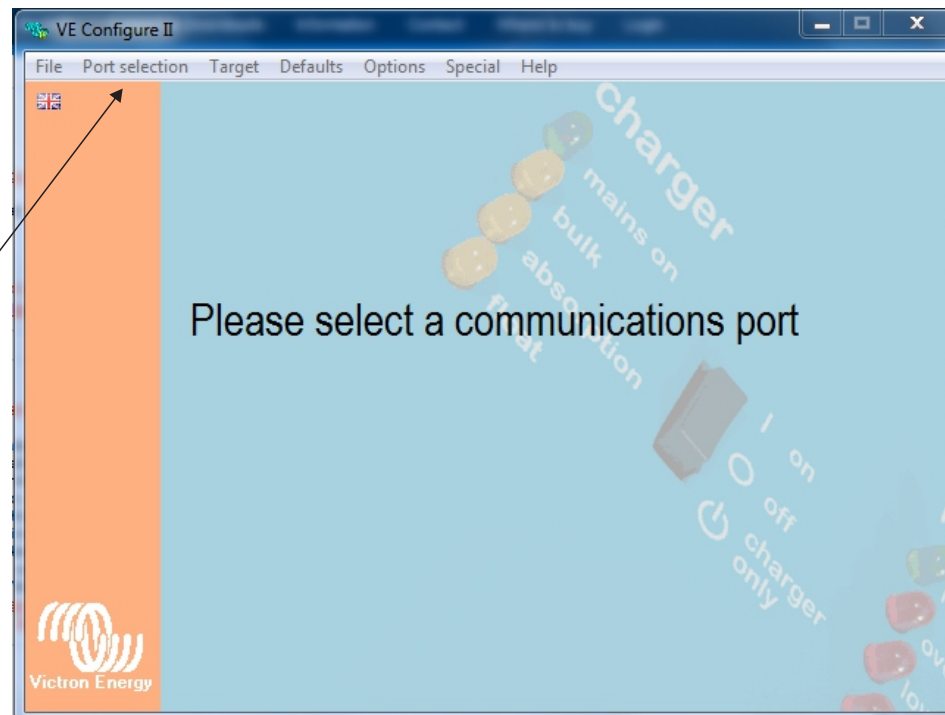 VE Configure II
File Port selection Target Defaults Options Special Help
charger
mains on
bulk
absorption
float
Please select a communications port
I on
O off
charger only
Victron Energy